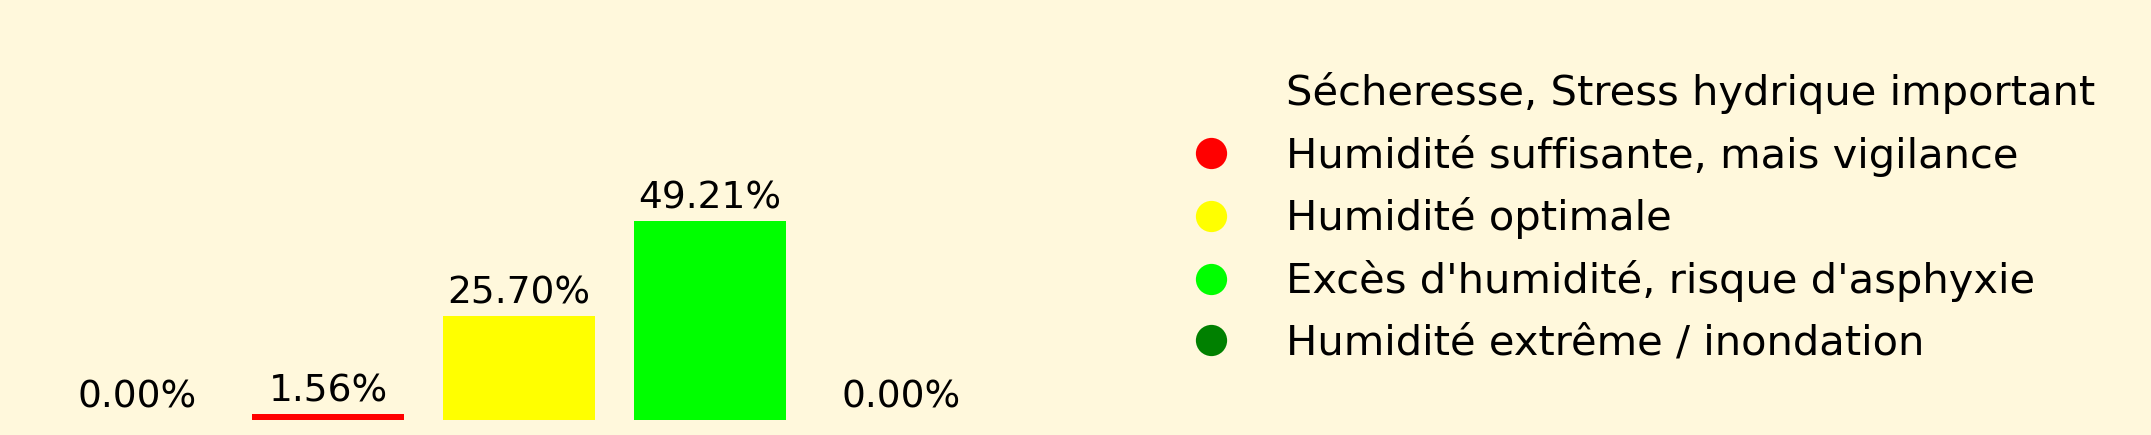 0.00%
1.56%
25.70%
49.21%
0.00%
Sécheresse, Stress hydrique important
Humidité suffisante, mais vigilance
Humidité optimale
Excès d'humidité, risque d'asphyxie
Humidité extrême / inondation